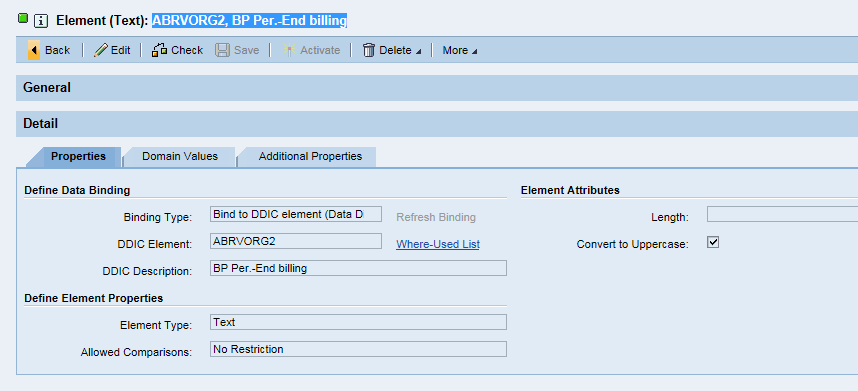 Element (Text): ABRVORG2, BP Per.-End billing
Back Edit Check Save Activate Delete More
General
Detail
Properties Domain Values Additional Properties
Define Data Binding Element Attributes
Binding Type: Bind to DDIC element (Data D Refresh Binding Length:
DDIC Element: ABRVORG2 Where-Used List Convert to Uppercase:
DDIC Description: BP Per.-End billing
Define Element Properties
Element Type: Text
Allowed Comparisons: No Restriction